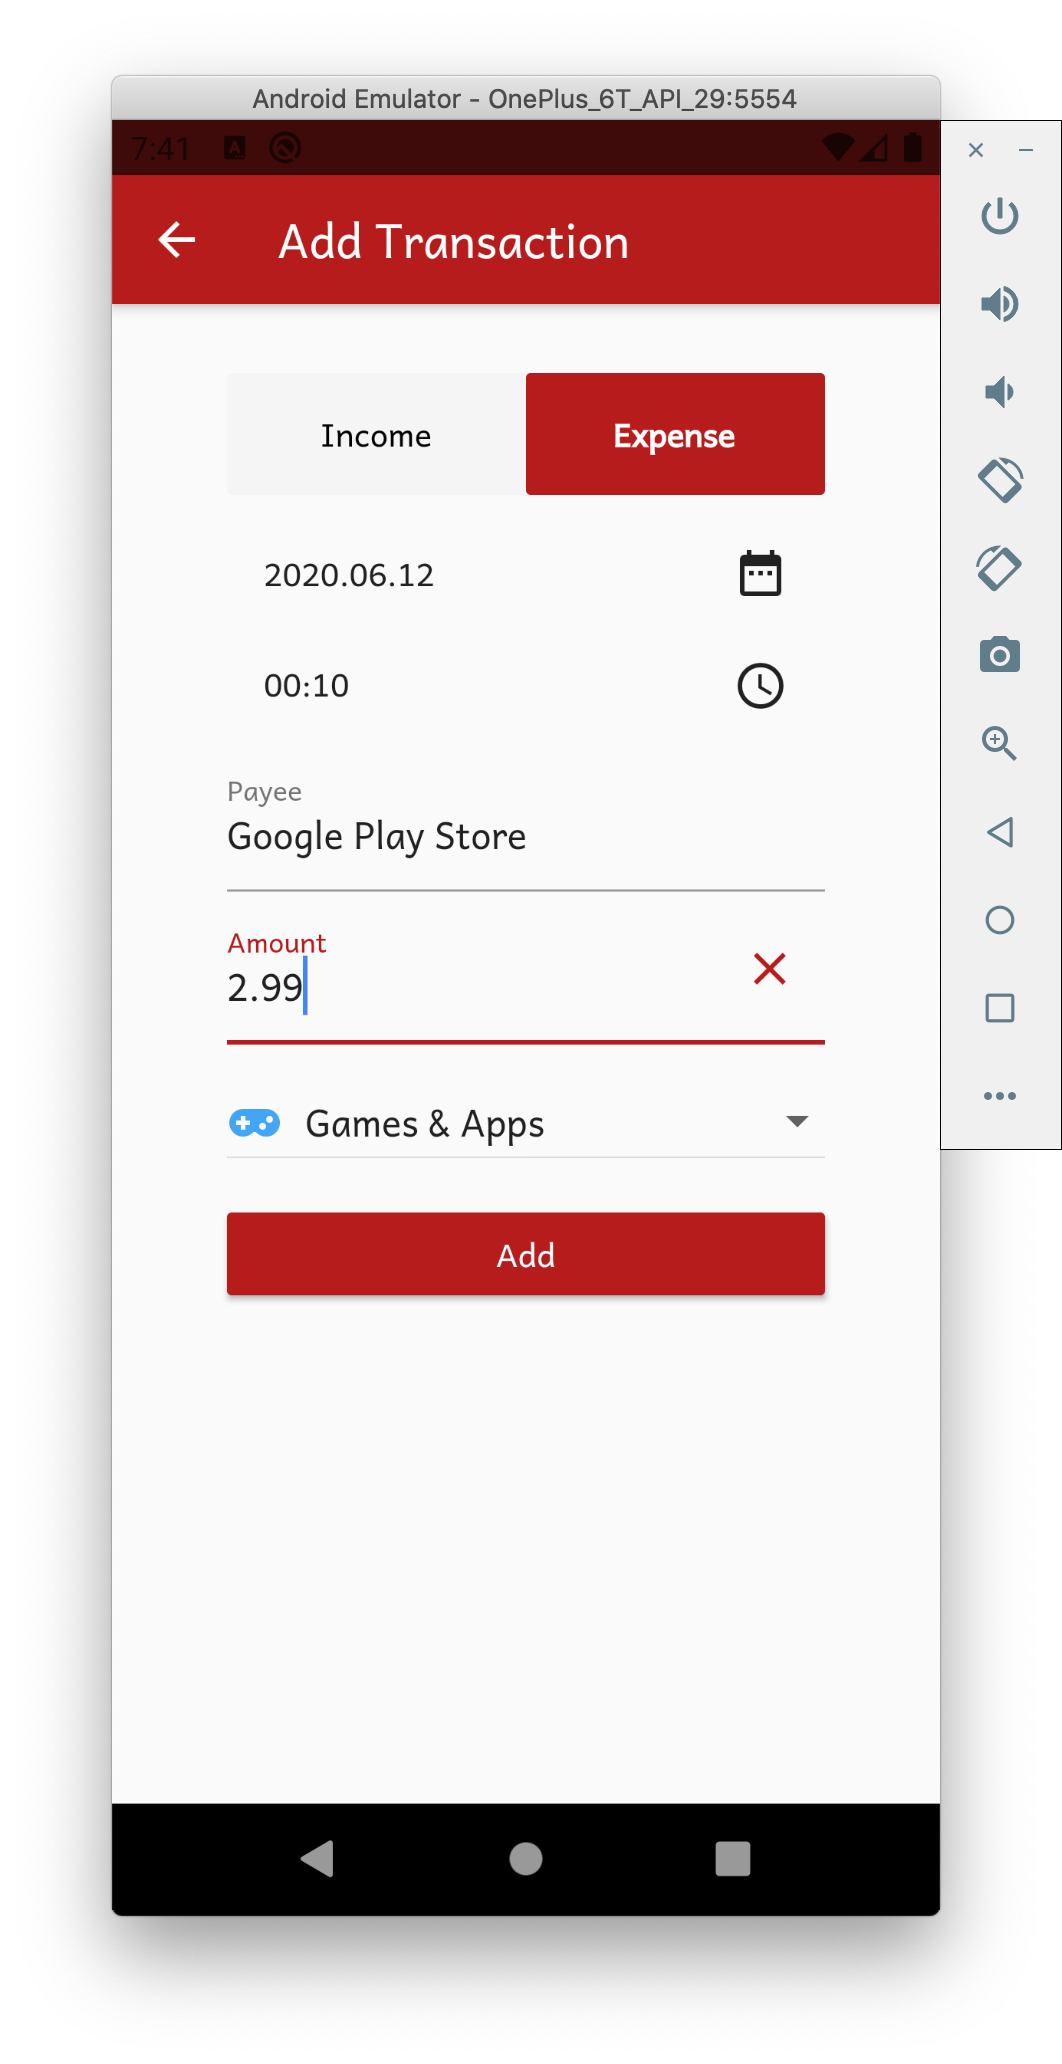 Android Emulator - OnePlus_6T_API_29:5554
7:41
Add Transaction
Income
Expense
2020.06.12
00:10
Payee
Google Play Store
Amount
2.99
Games & Apps
Add